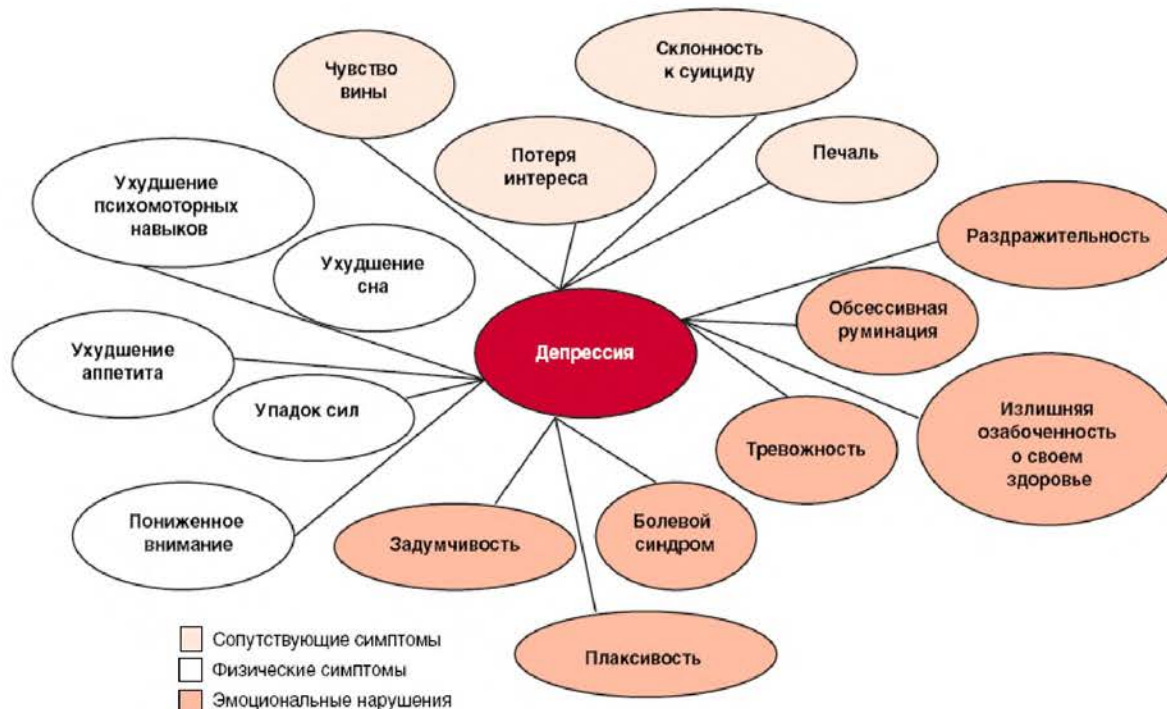 Склонность
к суициду
Чувство
вины
Потеря
интереса
Печаль
Ухудшение
психомоторных
навыков
Раздражительность
Ухудшение
сна
Обсессивная
руминация
Депрессия
Ухудшение
аппетита
Упадок сил
Излишняя
озабоченность
о своем
здоровье
Тревожность
Пониженное
внимание
Задумчивость
Болевой
синдром
Плаксивость
Сопутствующие симптомы
Физические симптомы
Эмоциональные нарушения